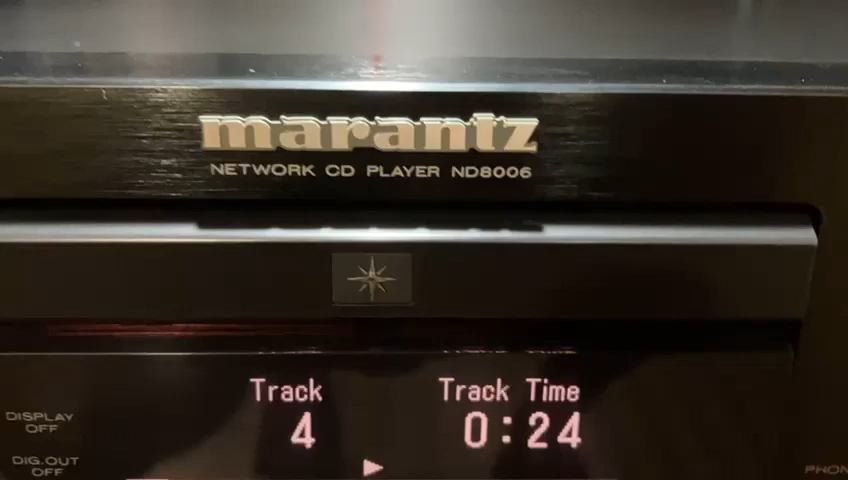 marantz
NETWORK CD PLAYER ND8006
Track Track Time
4 0:24
DISPLAY
OFF
DIG.OUT
OFF